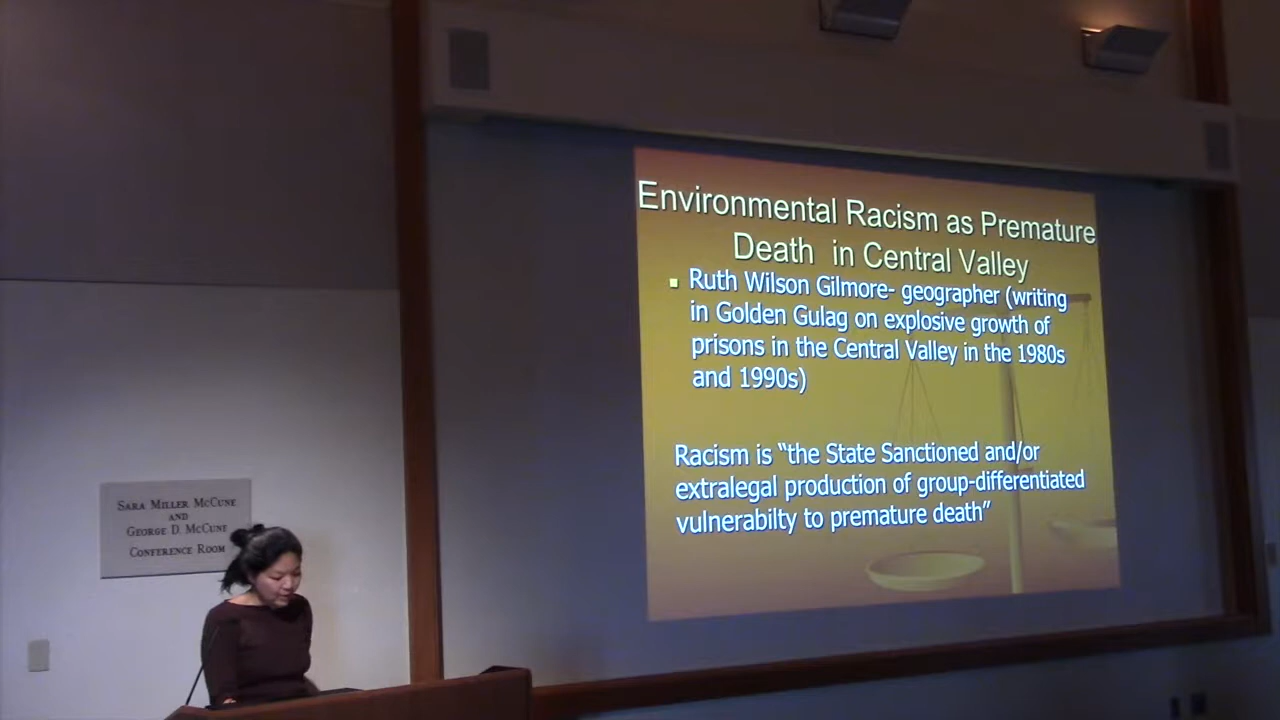 Environmental Racism as Premature
Death in Central Valley
Ruth Wilson Gilmore- geographer (writing
in Golden Gulag on explosive growth of
prisons in the Central Valley in the 1980s
and 1990s)
Racism is “the State Sanctioned and/or
extralegal production of group-differentiated
vulnerabilty to premature death”
SARA MILLER MCCUNE
AND
GEORGE D. MCCUNE
CONFERENCE ROOM